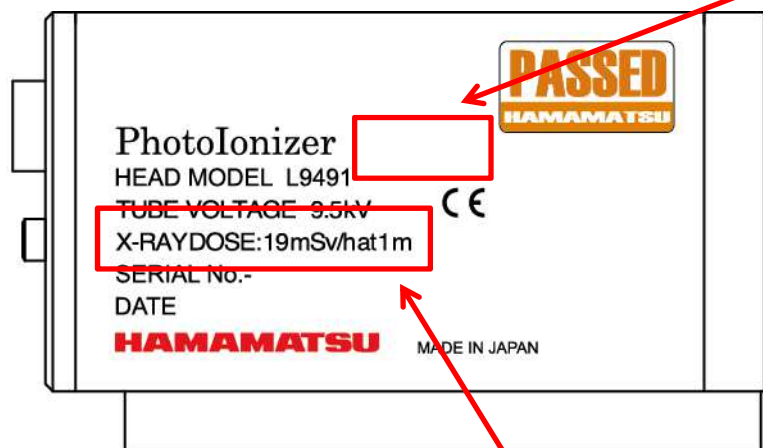 PASSED
HAMAMATSU
PhotoIonizer
HEAD MODEL L9491
TUBE VOLTAGE 9.5kV
CE
X-RAYDOSE:19mSv/hat1m
SERIAL No.-
DATE
HAMAMATSU MADE IN JAPAN